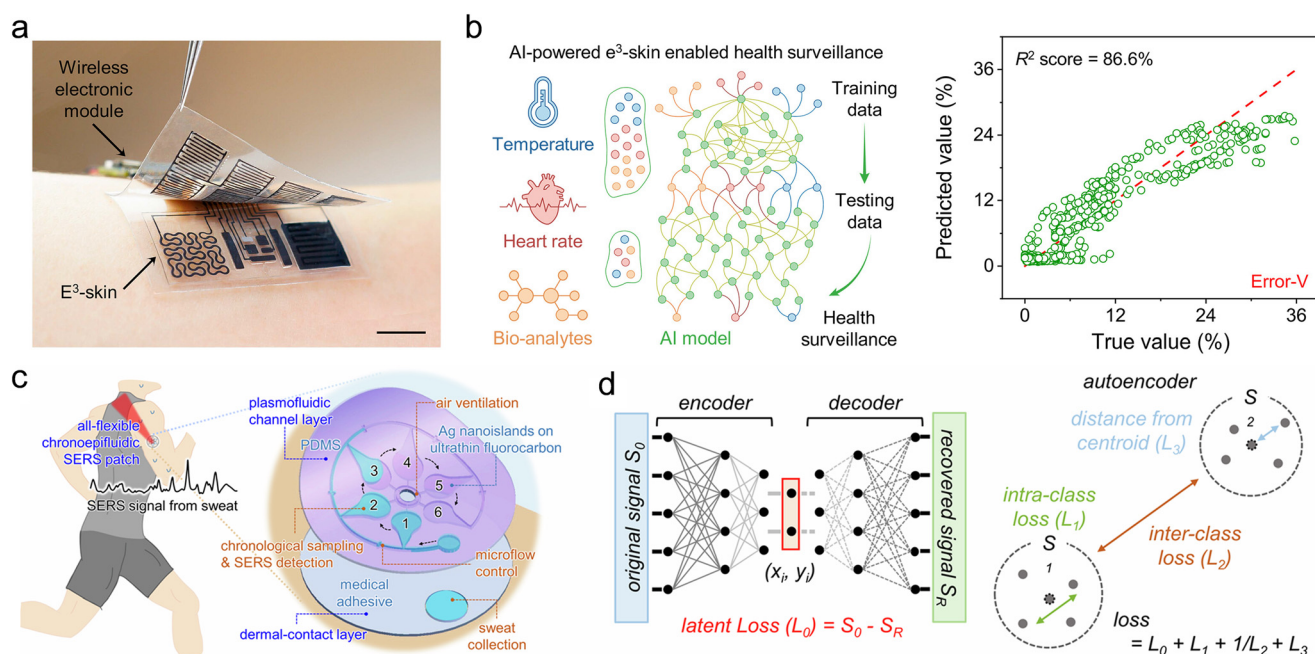 a
Wireless
electronic
module
E³-skin
b
AI-powered e³-skin enabled health surveillance
Temperature
Heart rate
Bio-analytes
AI model
Training
data
Testing
data
Health
surveillance
R² score = 86.6%
Predicted value (%)
36
24
12
0
0
12
24
36
Error-V
True value (%)
c
all-flexible
chronoepifluidic
SERS patch
SERS signal from sweat
plasmofluidic
channel layer
air ventilation
PDMS
Ag nanoislands on
ultrathin fluorocarbon
1
2
3
4
5
6
chronological sampling
& SERS detection
microflow
control
medical
adhesive
dermal-contact layer
sweat
collection
d
encoder
decoder
original signal S₀
recovered signal S_R
(xᵢ, yᵢ)
latent Loss (L₀) = S₀ - S_R
autoencoder
distance from
centroid (L₃)
S
2
intra-class
loss (L₁)
inter-class
loss (L₂)
S
1
loss
= L₀ + L₁ + 1/L₂ + L₃